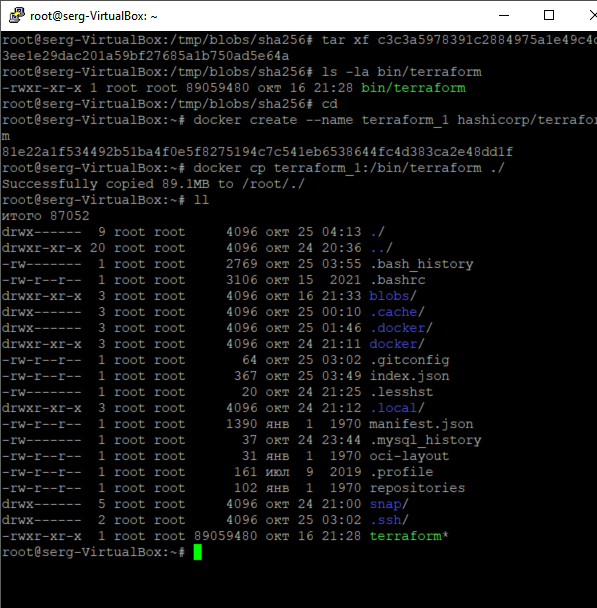 root@serg-VirtualBox: ~
root@serg-VirtualBox:/tmp/blobs/sha256# tar xf c3c3a5978391c2884975a1e49c4d
3ee1e29dac201a59bf27685a1b750ad5e64a
root@serg-VirtualBox:/tmp/blobs/sha256# ls -la bin/terraform
-rwxr-xr-x 1 root root 89059480 окт 16 21:28 bin/terraform
root@serg-VirtualBox:/tmp/blobs/sha256# cd
root@serg-VirtualBox:~# docker create --name terraform_1 hashicorp/terrafor
m
81e22a1f534492b51ba4f0e5f8275194c7c541eb6538644fc4d383ca2e48dd1f
root@serg-VirtualBox:~# docker cp terraform_1:/bin/terraform ./
Successfully copied 89.1MB to /root/./
root@serg-VirtualBox:~# ll
итого 87052
drwx------  9 root root     4096 окт 25 04:13 ./
drwxr-xr-x 20 root root     4096 окт 24 20:36 ../
-rw-------  1 root root     2769 окт 25 03:55 .bash_history
-rw-r--r--  1 root root     3106 окт 15  2021 .bashrc
drwxr-xr-x  3 root root     4096 окт 16 21:33 blobs/
drwx------  3 root root     4096 окт 25 00:10 .cache/
drwx------  3 root root     4096 окт 25 01:46 .docker/
drwxr-xr-x  3 root root     4096 окт 24 21:11 docker/
-rw-r--r--  1 root root       64 окт 25 03:02 .gitconfig
-rw-r--r--  1 root root      367 окт 25 03:49 index.json
-rw-------  1 root root       20 окт 24 21:25 .lesshst
drwxr-xr-x  3 root root     4096 окт 24 21:12 .local/
-rw-r--r--  1 root root     1390 янв  1  1970 manifest.json
-rw-------  1 root root       37 окт 24 23:44 .mysql_history
-rw-r--r--  1 root root       31 янв  1  1970 oci-layout
-rw-r--r--  1 root root      161 июл  9  2019 .profile
-rw-r--r--  1 root root      102 янв  1  1970 repositories
drwx------  5 root root     4096 окт 24 21:00 snap/
drwx------  2 root root     4096 окт 25 03:02 .ssh/
-rwxr-xr-x  1 root root 89059480 окт 16 21:28 terraform*
root@serg-VirtualBox:~#